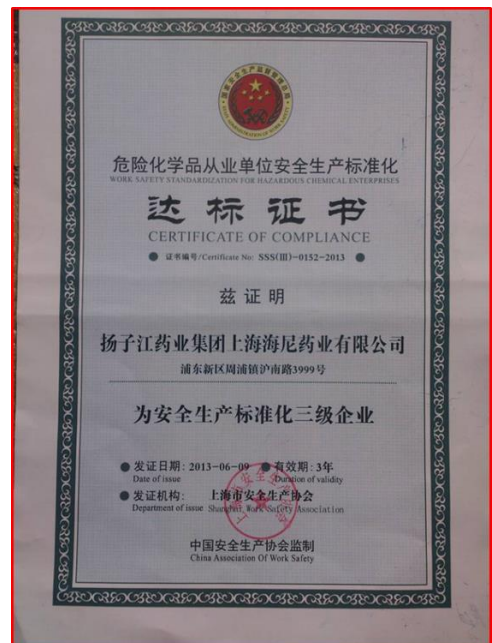 危险化学品从业单位安全生产标准化
WORK SAFETY STANDARDIZATION FOR HAZARDOUS CHEMICAL ENTERPRISES
达标证书
CERTIFICATE OF COMPLIANCE
证书编号/Certificate No: SSS(Ⅲ)-0152-2013
兹证明
扬子江药业集团上海海尼药业有限公司
浦东新区周浦镇沪南路3999号
为安全生产标准化三级企业
发证日期: 2013-06-09 有效期: 3年
Date of issue Duration of validity
发证机构: 上海市安全生产协会
Department of issue Shanghai Work Safety Association
中国安全生产协会监制
China Association Of Work Safety